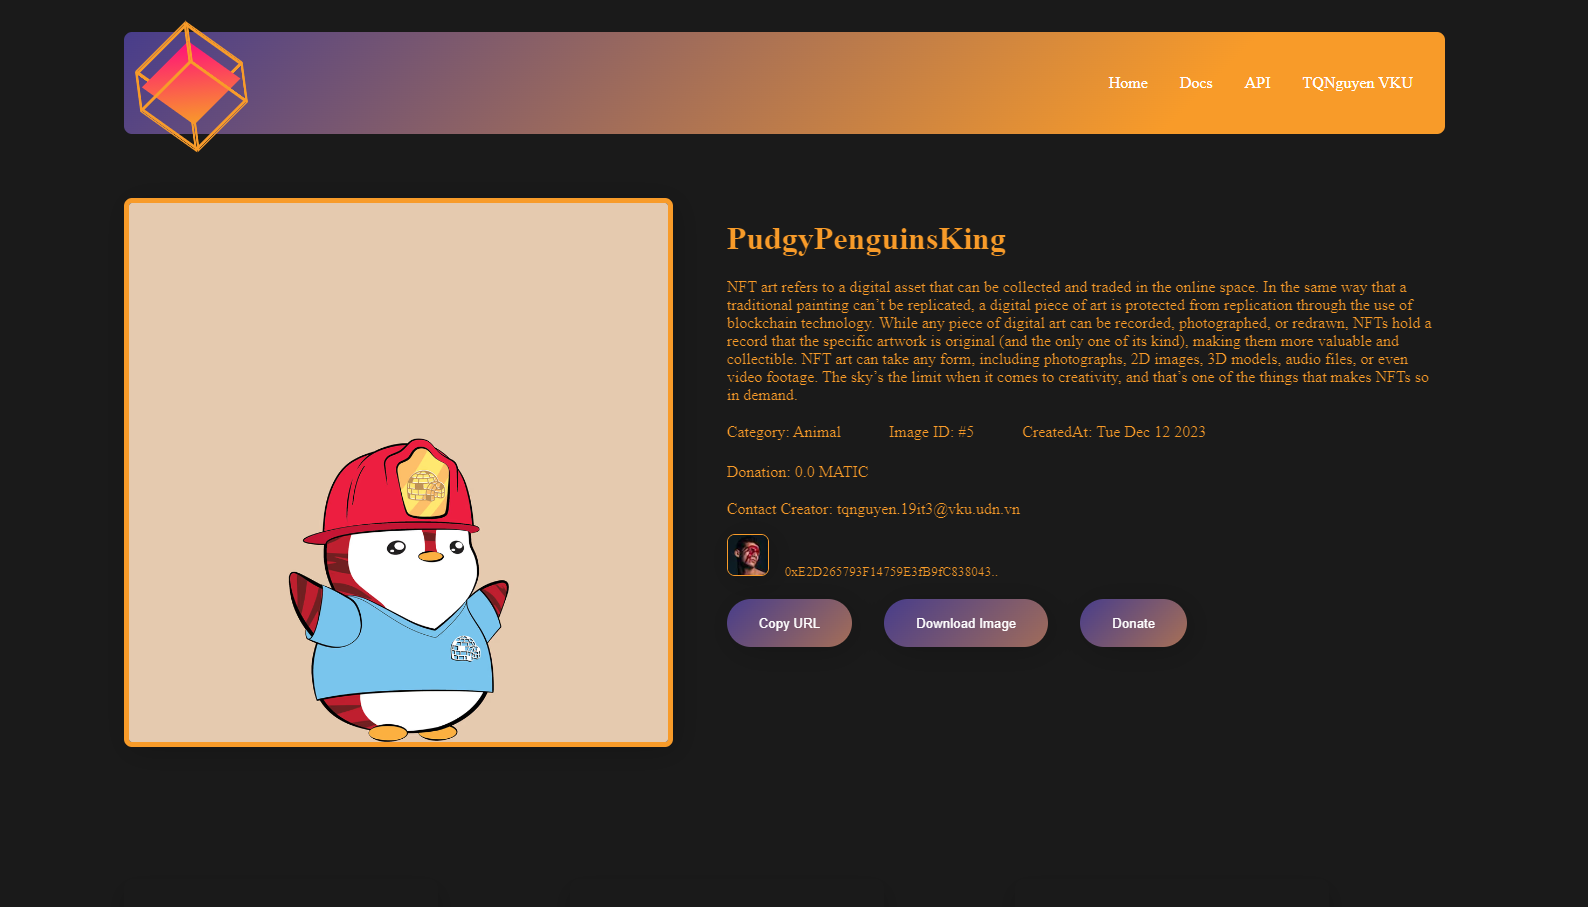 Home Docs API TQNguyen VKU
PudgyPenguinsKing
NFT art refers to a digital asset that can be collected and traded in the online space. In the same way that a
traditional painting can’t be replicated, a digital piece of art is protected from replication through the use of
blockchain technology. While any piece of digital art can be recorded, photographed, or redrawn, NFTs hold a
record that the specific artwork is original (and the only one of its kind), making them more valuable and
collectible. NFT art can take any form, including photographs, 2D images, 3D models, audio files, or even
video footage. The sky’s the limit when it comes to creativity, and that’s one of the things that makes NFTs so
in demand.
Category: Animal Image ID: #5 CreatedAt: Tue Dec 12 2023
Donation: 0.0 MATIC
Contact Creator: tqnguyen.19it3@vku.udn.vn
0xE2D265793F14759E3fB9fC838043..
Copy URL Download Image Donate